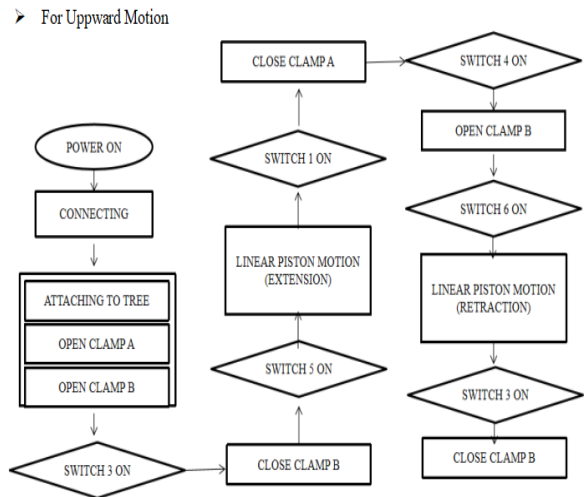 ➢ For Uppward Motion
POWER ON
CONNECTING
ATTACHING TO TREE
OPEN CLAMP A
OPEN CLAMP B
SWITCH 3 ON
CLOSE CLAMP B
SWITCH 5 ON
LINEAR PISTON MOTION
(EXTENSION)
SWITCH 1 ON
CLOSE CLAMP A
SWITCH 4 ON
OPEN CLAMP B
SWITCH 6 ON
LINEAR PISTON MOTION
(RETRACTION)
SWITCH 3 ON
CLOSE CLAMP B